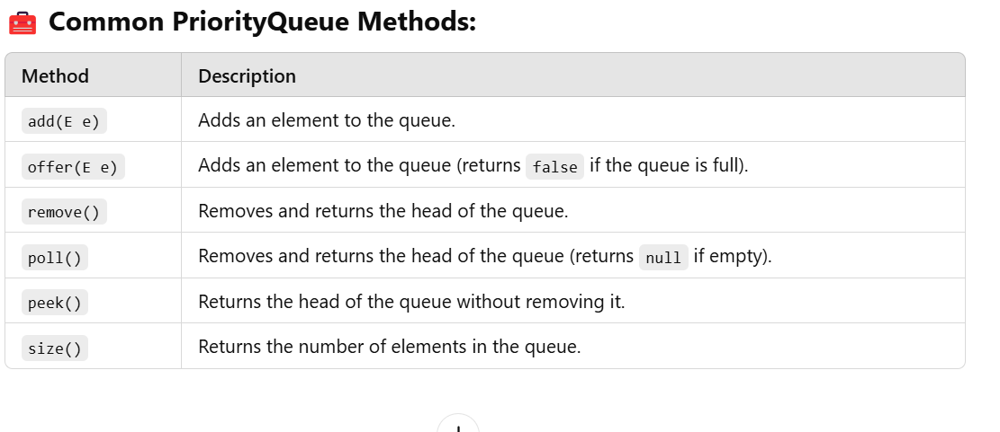 🧰 Common PriorityQueue Methods:
Method Description
add(E e) Adds an element to the queue.
offer(E e) Adds an element to the queue (returns false if the queue is full).
remove() Removes and returns the head of the queue.
poll() Removes and returns the head of the queue (returns null if empty).
peek() Returns the head of the queue without removing it.
size() Returns the number of elements in the queue.